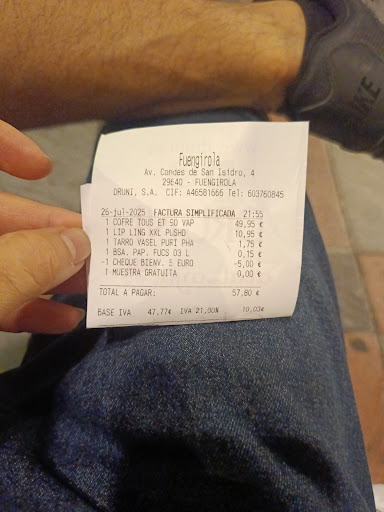 Fuengirola
Av. Condes de San Isidro, 4
29640 - FUENGIROLA
DRUNI, S.A. CIF: A46581666 Tel: 603760845
26-jul-2025 FACTURA SIMPLIFICADA 21:55
1 COFRE TOUS ET SO VAP 49,95 €
1 LIP LING XXL PUSHD 10,95 €
1 TARRO VASEL PURI PHA 1,75 €
1 BSA. PAP. FUCS 03 L 0,15 €
-1 CHEQUE BIENV. 5 EURO -5,00 €
1 MUESTRA GRATUITA 0,00 €
TOTAL A PAGAR: 57,80 €
BASE IVA 47,77€ IVA 21,00% 10,03€